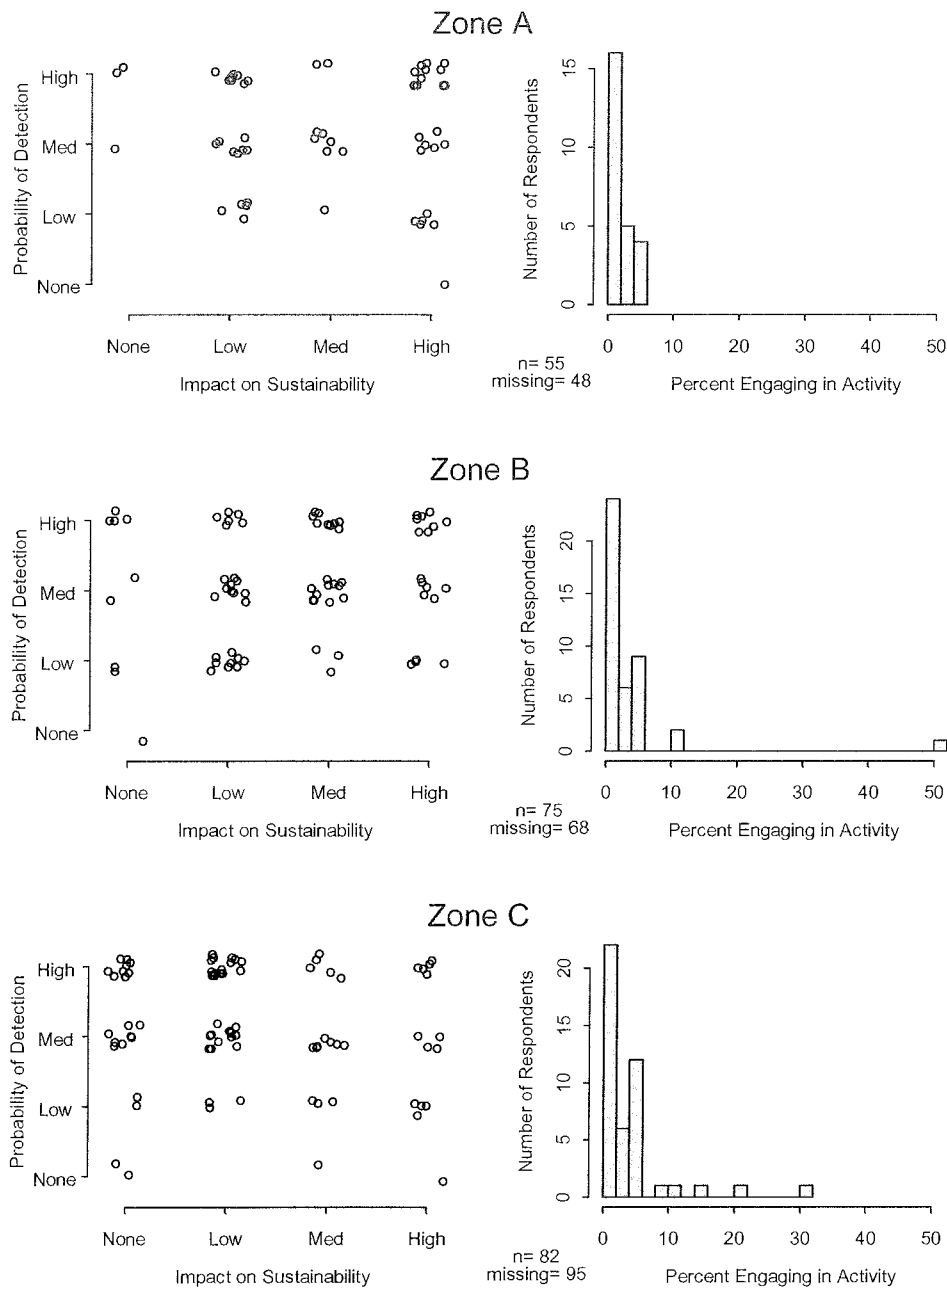 Zone A
Probability of Detection
High
Med
Low
None
None Low Med High
Impact on Sustainability
n= 55
missing= 48
Number of Respondents
15
10
5
0
0 10 20 30 40 50
Percent Engaging in Activity
Zone B
Probability of Detection
High
Med
Low
None
None Low Med High
Impact on Sustainability
n= 75
missing= 68
Number of Respondents
20
15
10
5
0
0 10 20 30 40 50
Percent Engaging in Activity
Zone C
Probability of Detection
High
Med
Low
None
None Low Med High
Impact on Sustainability
n= 82
missing= 95
Number of Respondents
20
15
10
5
0
0 10 20 30 40 50
Percent Engaging in Activity